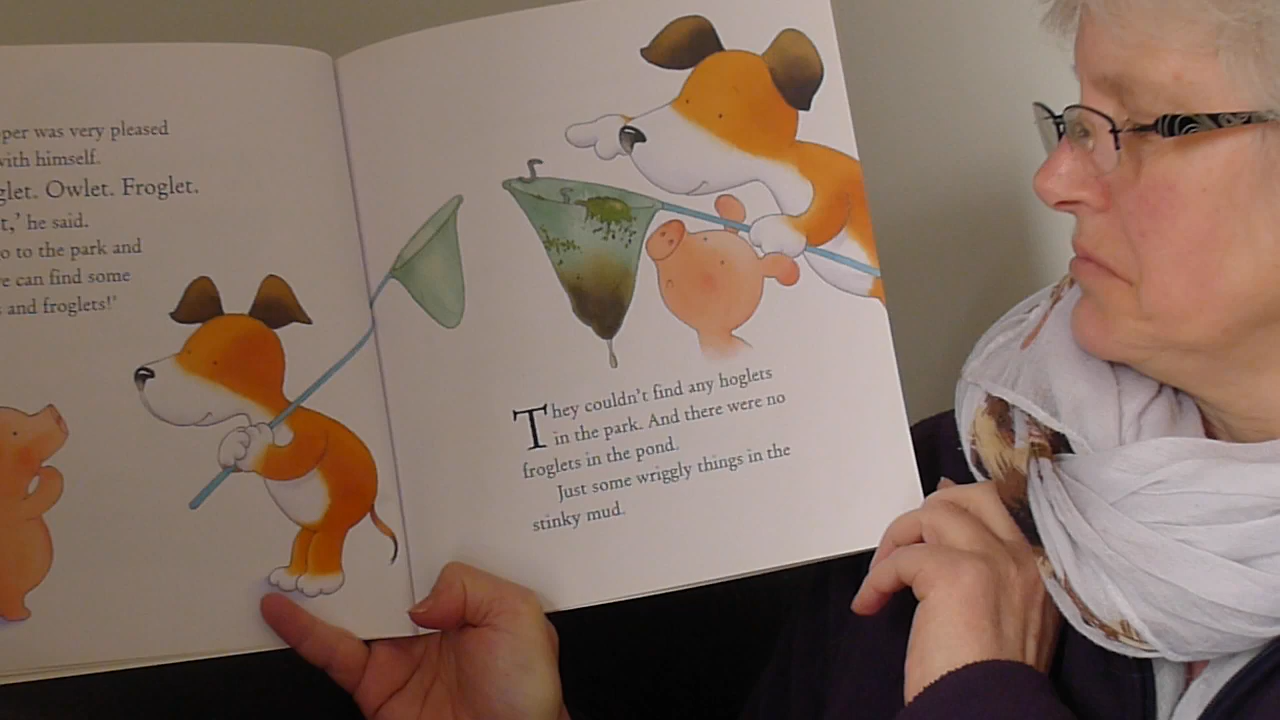 was very pleased
with himself.
Owlet. Froglet.
he said.
to the park and
can find some
and froglets!'
They couldn't find any hoglets
in the park. And there were no
froglets in the pond.
Just some wriggly things in the
stinky mud.